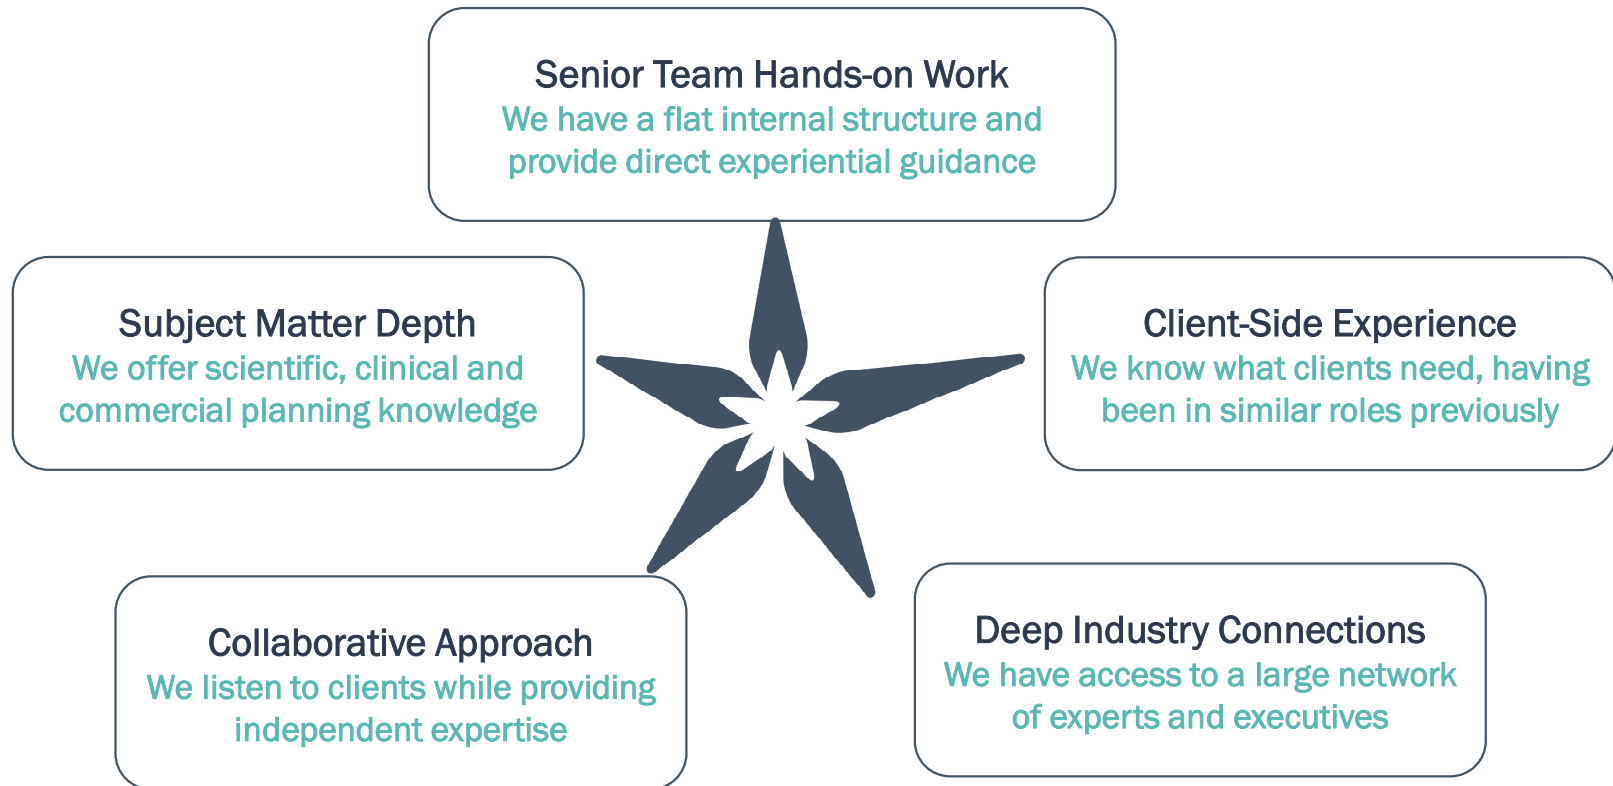 Senior Team Hands-on Work
We have a flat internal structure and
provide direct experiential guidance
Subject Matter Depth
We offer scientific, clinical and
commercial planning knowledge
Client-Side Experience
We know what clients need, having
been in similar roles previously
Collaborative Approach
We listen to clients while providing
independent expertise
Deep Industry Connections
We have access to a large network
of experts and executives